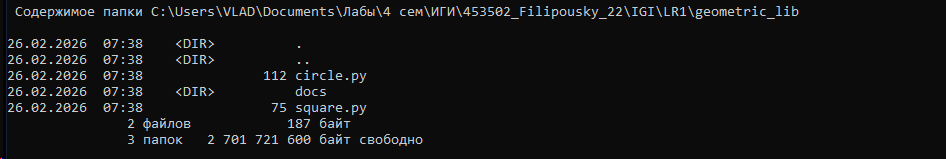 Содержимое папки C:\Users\VLAD\Documents\Лабы\4 сем\ИГИ\453502_Filipousky_22\IGI\LR1\geometric_lib
26.02.2026  07:38    <DIR>          .
26.02.2026  07:38    <DIR>          ..
26.02.2026  07:38               112 circle.py
26.02.2026  07:38    <DIR>          docs
26.02.2026  07:38                75 square.py
2 файлов            187 байт
3 папок   2 701 721 600 байт свободно